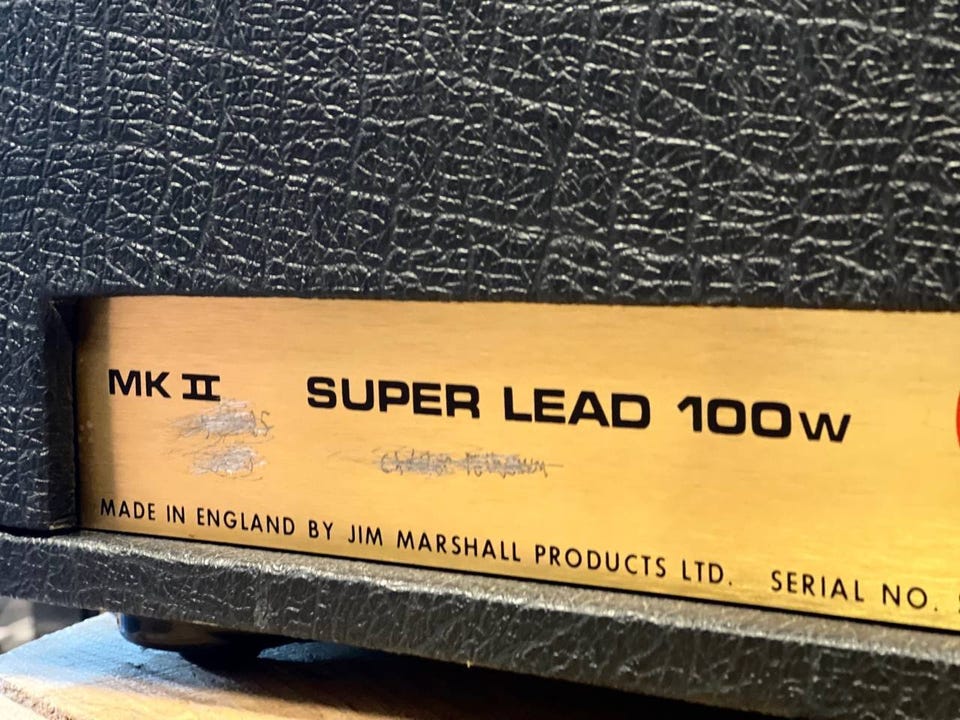 MK II SUPER LEAD 100W
MADE IN ENGLAND BY JIM MARSHALL PRODUCTS LTD. SERIAL NO.